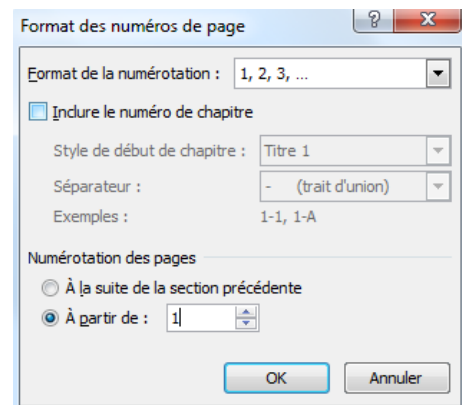 Format des numéros de page
Format de la numérotation : 1, 2, 3, ...
Inclure le numéro de chapitre
Style de début de chapitre : Titre 1
Séparateur : - (trait d'union)
Exemples : 1-1, 1-A
Numérotation des pages
À la suite de la section précédente
À partir de : 1
OK Annuler